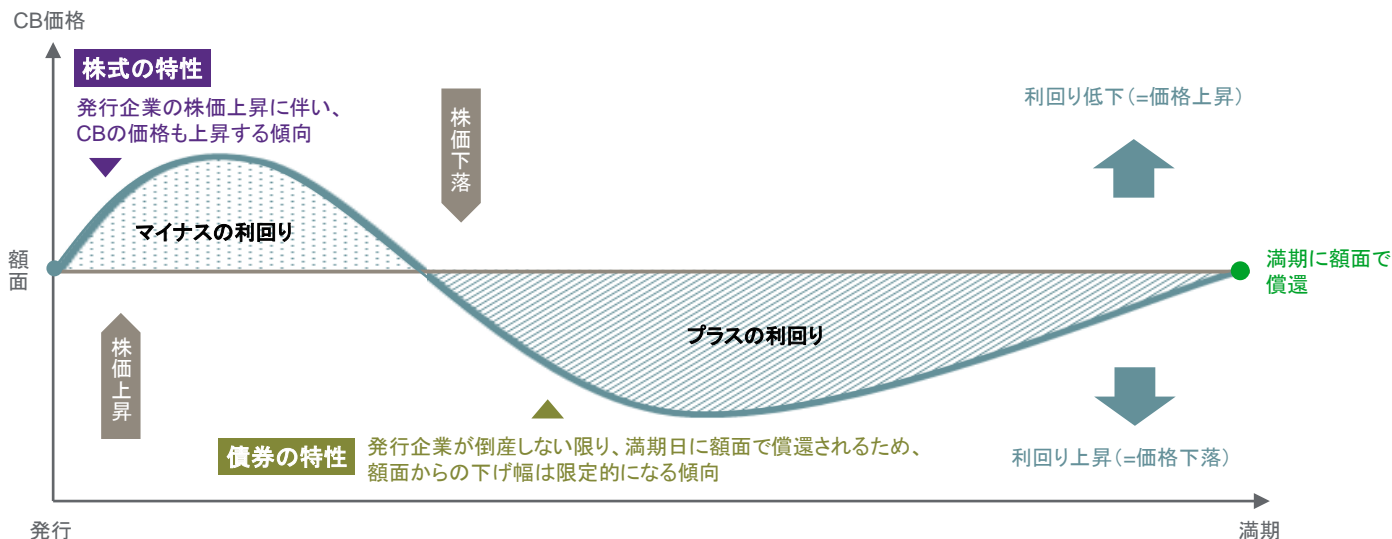 CB価格
株式の特性
発行企業の株価上昇に伴い、
CBの価格も上昇する傾向
株価下落
利回り低下(=価格上昇)
マイナスの利回り
額面
満期に額面で
償還
株価上昇
プラスの利回り
債券の特性
発行企業が倒産しない限り、満期日に額面で償還されるため、
額面からの下げ幅は限定的になる傾向
利回り上昇(=価格下落)
発行
満期